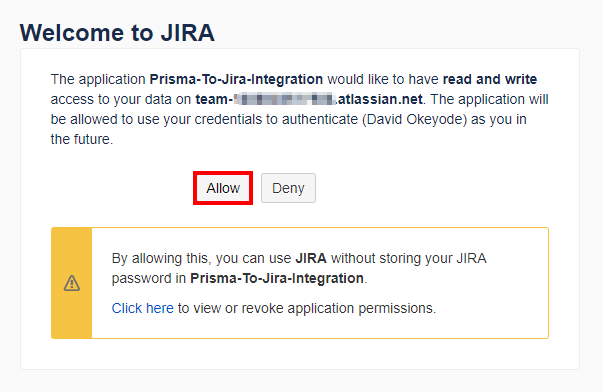 Welcome to JIRA
The application Prisma-To-Jira-Integration would like to have read and write
access to your data on team-.atlassian.net. The application will
be allowed to use your credentials to authenticate (David Okeyode) as you in
the future.
Allow Deny
By allowing this, you can use JIRA without storing your JIRA
password in Prisma-To-Jira-Integration.
Click here to view or revoke application permissions.